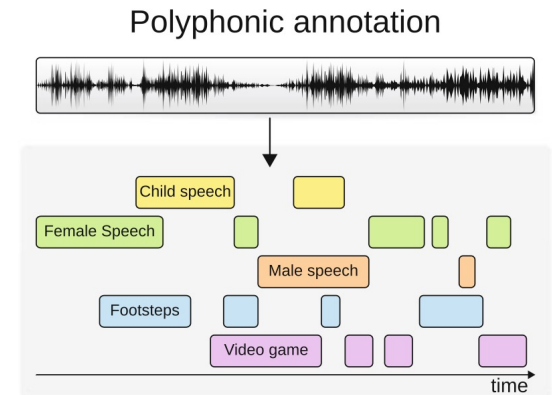 Polyphonic annotation
Child speech
Female Speech
Male speech
Footsteps
Video game
time